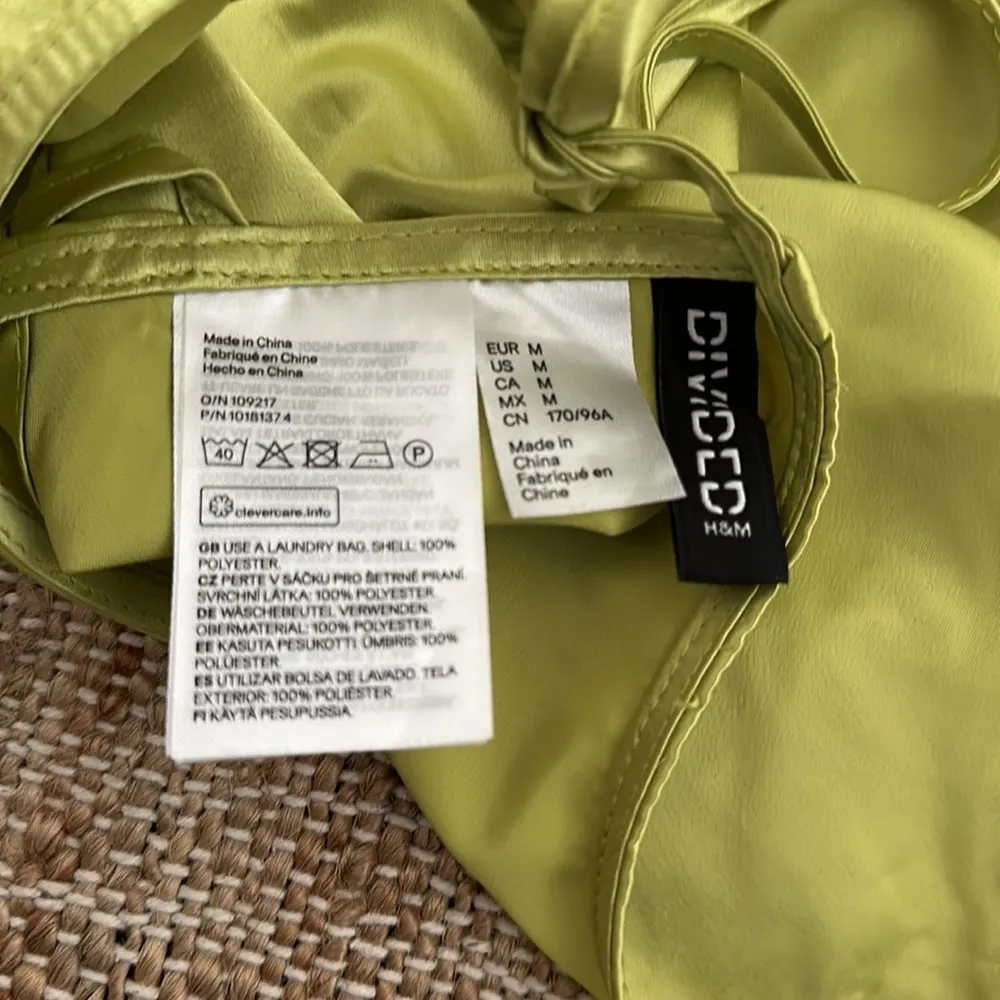 Made in China
Fabriqué en Chine
Hecho en China
O/N 109217
P/N 1018137 4
40
P
clevercare.info
GB USE A LAUNDRY BAG. SHELL: 100%
POLYESTER.
CZ PERTE V SÁČKU PRO ŠETRNÉ PRANÍ.
SVRCHNÍ LÁTKA: 100% POLYESTER.
DE WÄSCHEBEUTEL VERWENDEN.
OBERMATERIAL: 100% POLYESTER.
EE KASUTA PESUKOTTI. ÜMBRIS: 100%
POLÜESTER.
ES UTILIZAR BOLSA DE LAVADO. TELA
EXTERIOR: 100% POLIÉSTER.
FI KÄYTÄ PESUPUSSIA.
EUR M
US M
CA M
MX M
CN 170/96A
Made in
China
Fabriqué en
Chine
DIVIDED
H&M